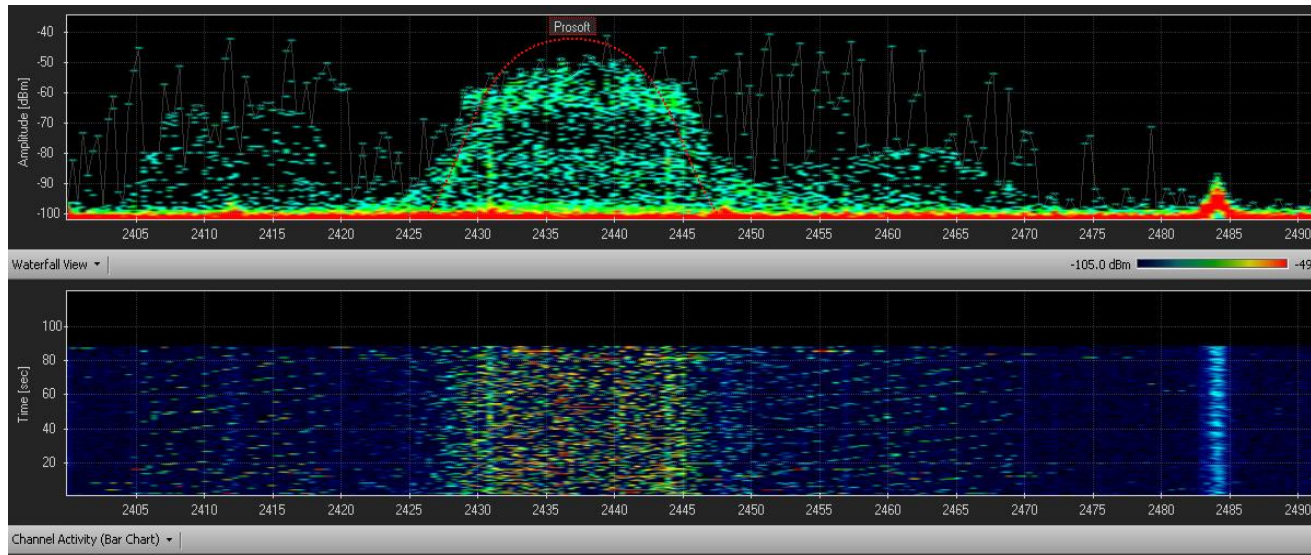 Prosoft
-40
-50
-60
-70
-80
-90
-100
Amplitude [dBm]
2405 2410 2415 2420 2425 2430 2435 2440 2445 2450 2455 2460 2465 2470 2475 2480 2485 2490
Waterfall View
-105.0 dBm -49
100
80
60
40
20
Time [sec]
2405 2410 2415 2420 2425 2430 2435 2440 2445 2450 2455 2460 2465 2470 2475 2480 2485 2490
Channel Activity (Bar Chart)